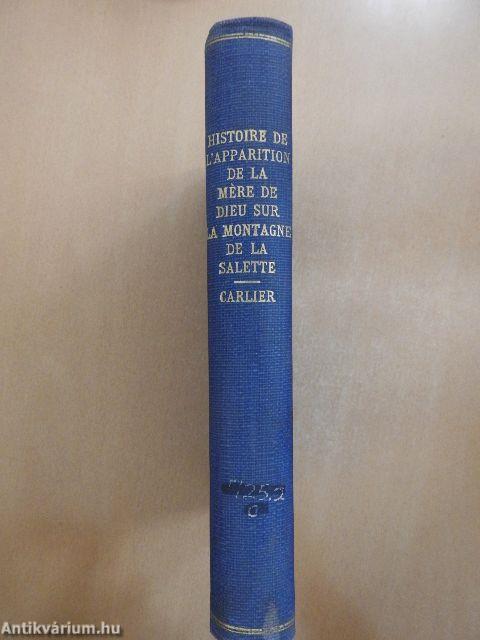 HISTOIRE DE
L'APPARITION
DE LA
MÈRE DE
DIEU SUR
LA MONTAGNE
DE LA
SALETTE
CARLIER
Antikvárium.hu